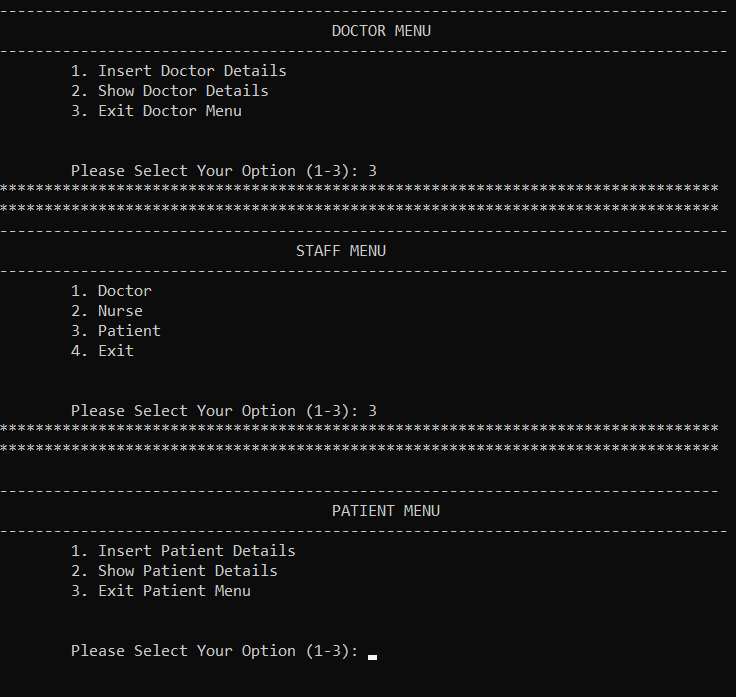 --------------------------------------------------------------------------------
DOCTOR MENU
--------------------------------------------------------------------------------
1. Insert Doctor Details
2. Show Doctor Details
3. Exit Doctor Menu
Please Select Your Option (1-3): 3
********************************************************************************
********************************************************************************
--------------------------------------------------------------------------------
STAFF MENU
--------------------------------------------------------------------------------
1. Doctor
2. Nurse
3. Patient
4. Exit
Please Select Your Option (1-3): 3
********************************************************************************
********************************************************************************
--------------------------------------------------------------------------------
PATIENT MENU
--------------------------------------------------------------------------------
1. Insert Patient Details
2. Show Patient Details
3. Exit Patient Menu
Please Select Your Option (1-3):